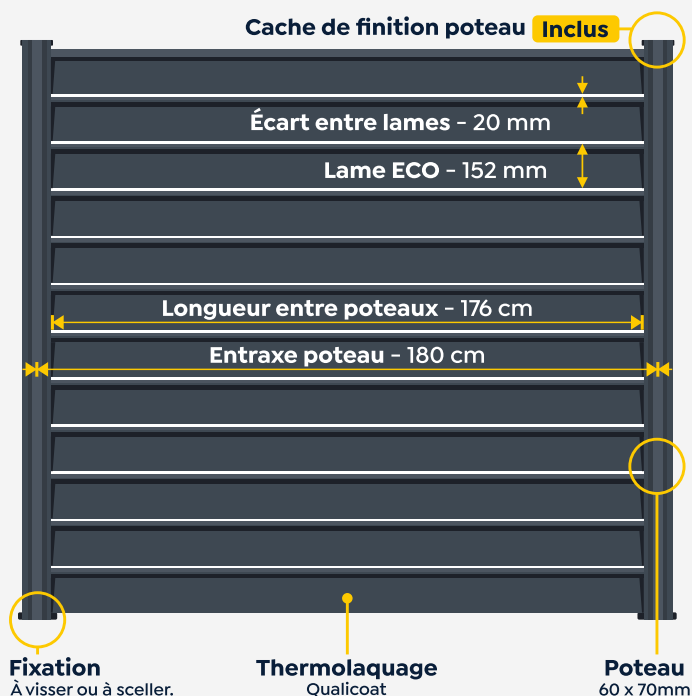 Cache de finition poteau Inclus
Écart entre lames - 20 mm
Lame ECO - 152 mm
Longueur entre poteaux - 176 cm
Entraxe poteau - 180 cm
Fixation
À visser ou à sceller.
Thermolaquage
Qualicoat
Poteau
60 x 70mm